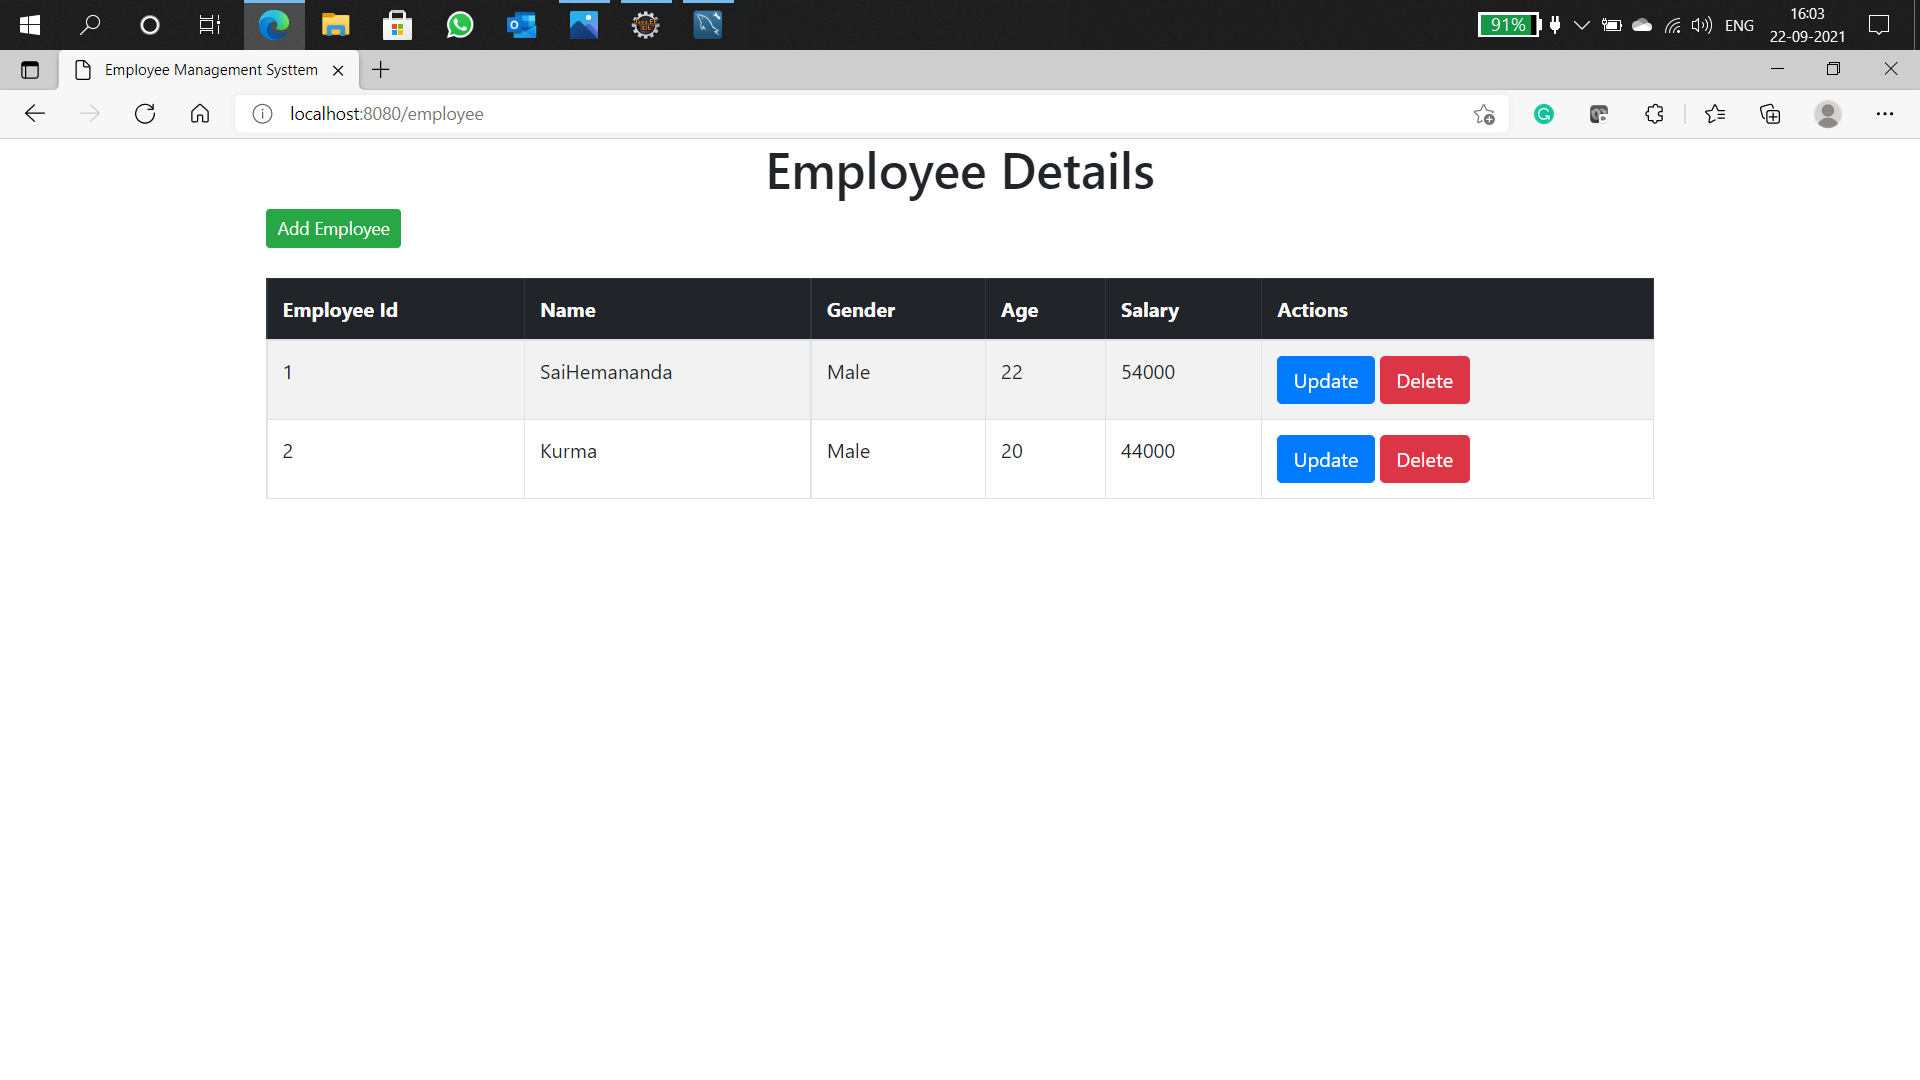 91%
ENG
16:03
22-09-2021
Employee Management Systtem
localhost:8080/employee
Employee Details
Add Employee
Employee Id Name Gender Age Salary Actions
1 SaiHemananda Male 22 54000 Update Delete
2 Kurma Male 20 44000 Update Delete